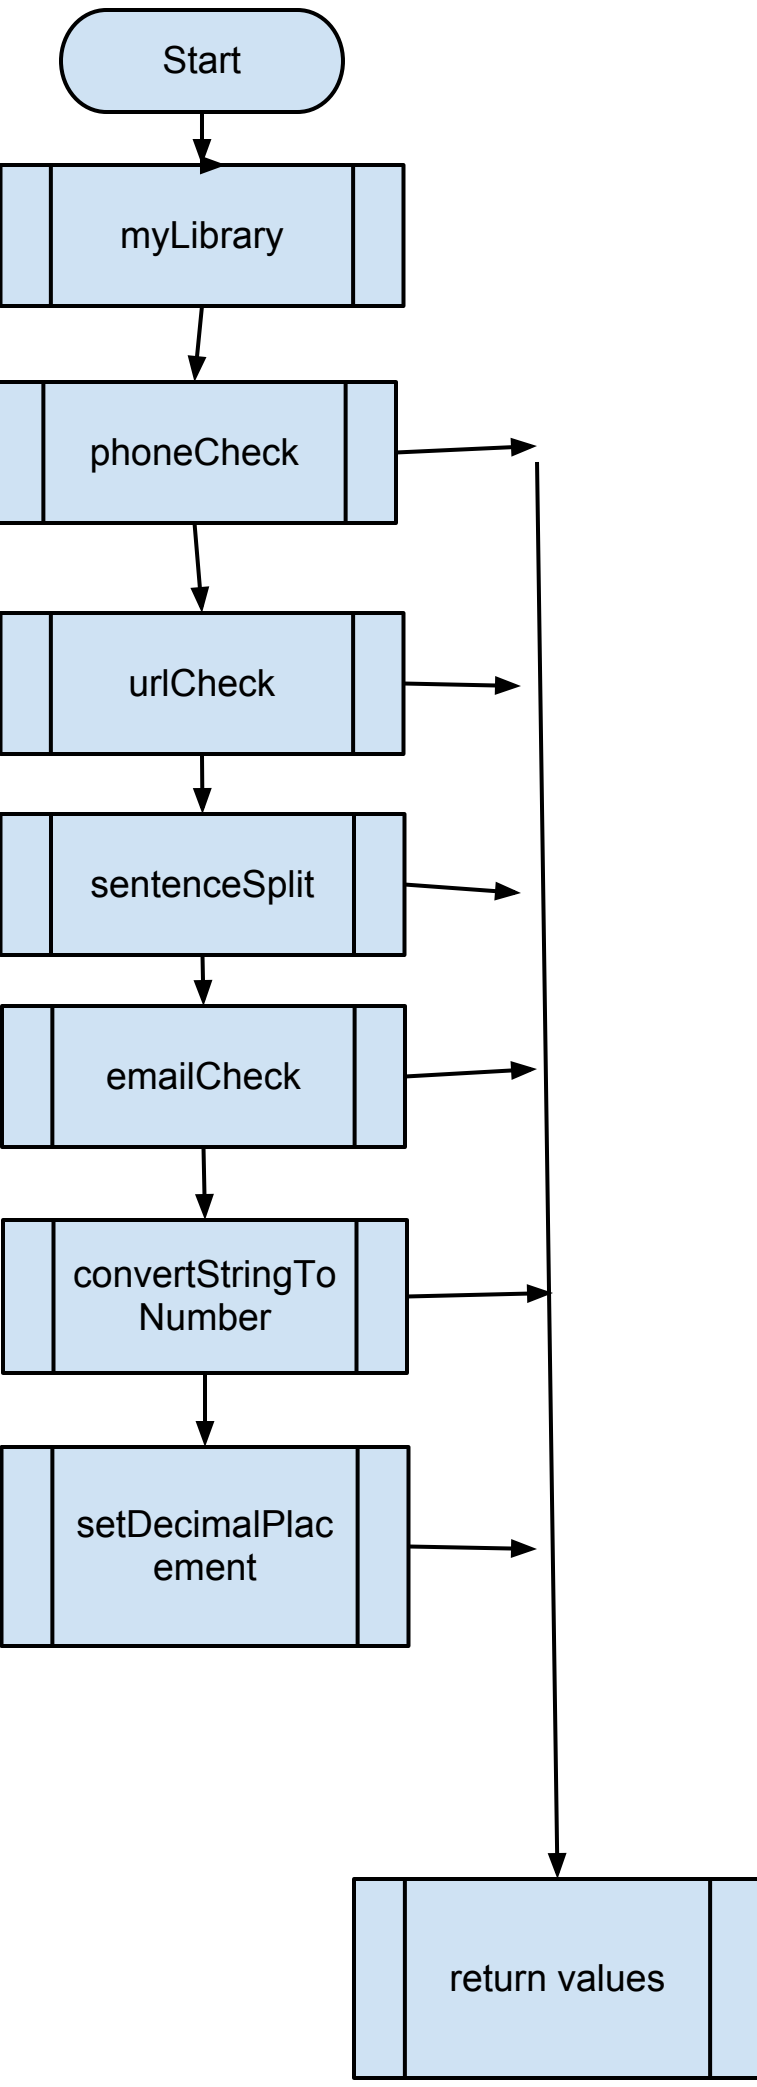 Start
myLibrary
phoneCheck
urlCheck
sentenceSplit
emailCheck
convertStringTo
Number
setDecimalPlac
ement
return values